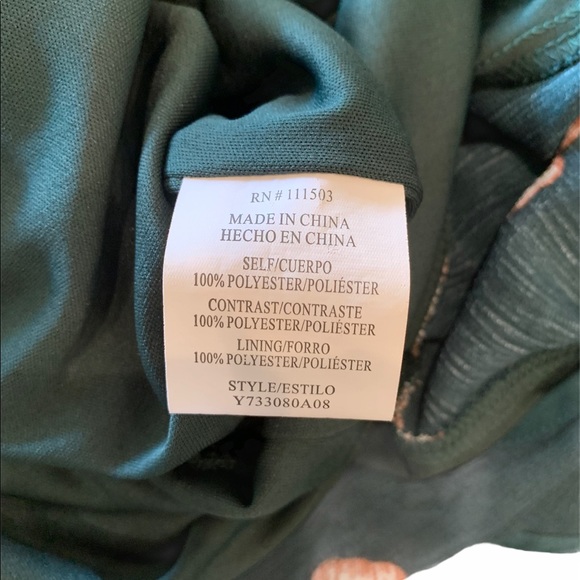 RN # 111503
MADE IN CHINA
HECHO EN CHINA
SELF/CUERPO
100% POLYESTER/POLIÉSTER
CONTRAST/CONTRASTE
100% POLYESTER/POLIÉSTER
LINING/FORRO
100% POLYESTER/POLIÉSTER
STYLE/ESTILO
Y733080A08